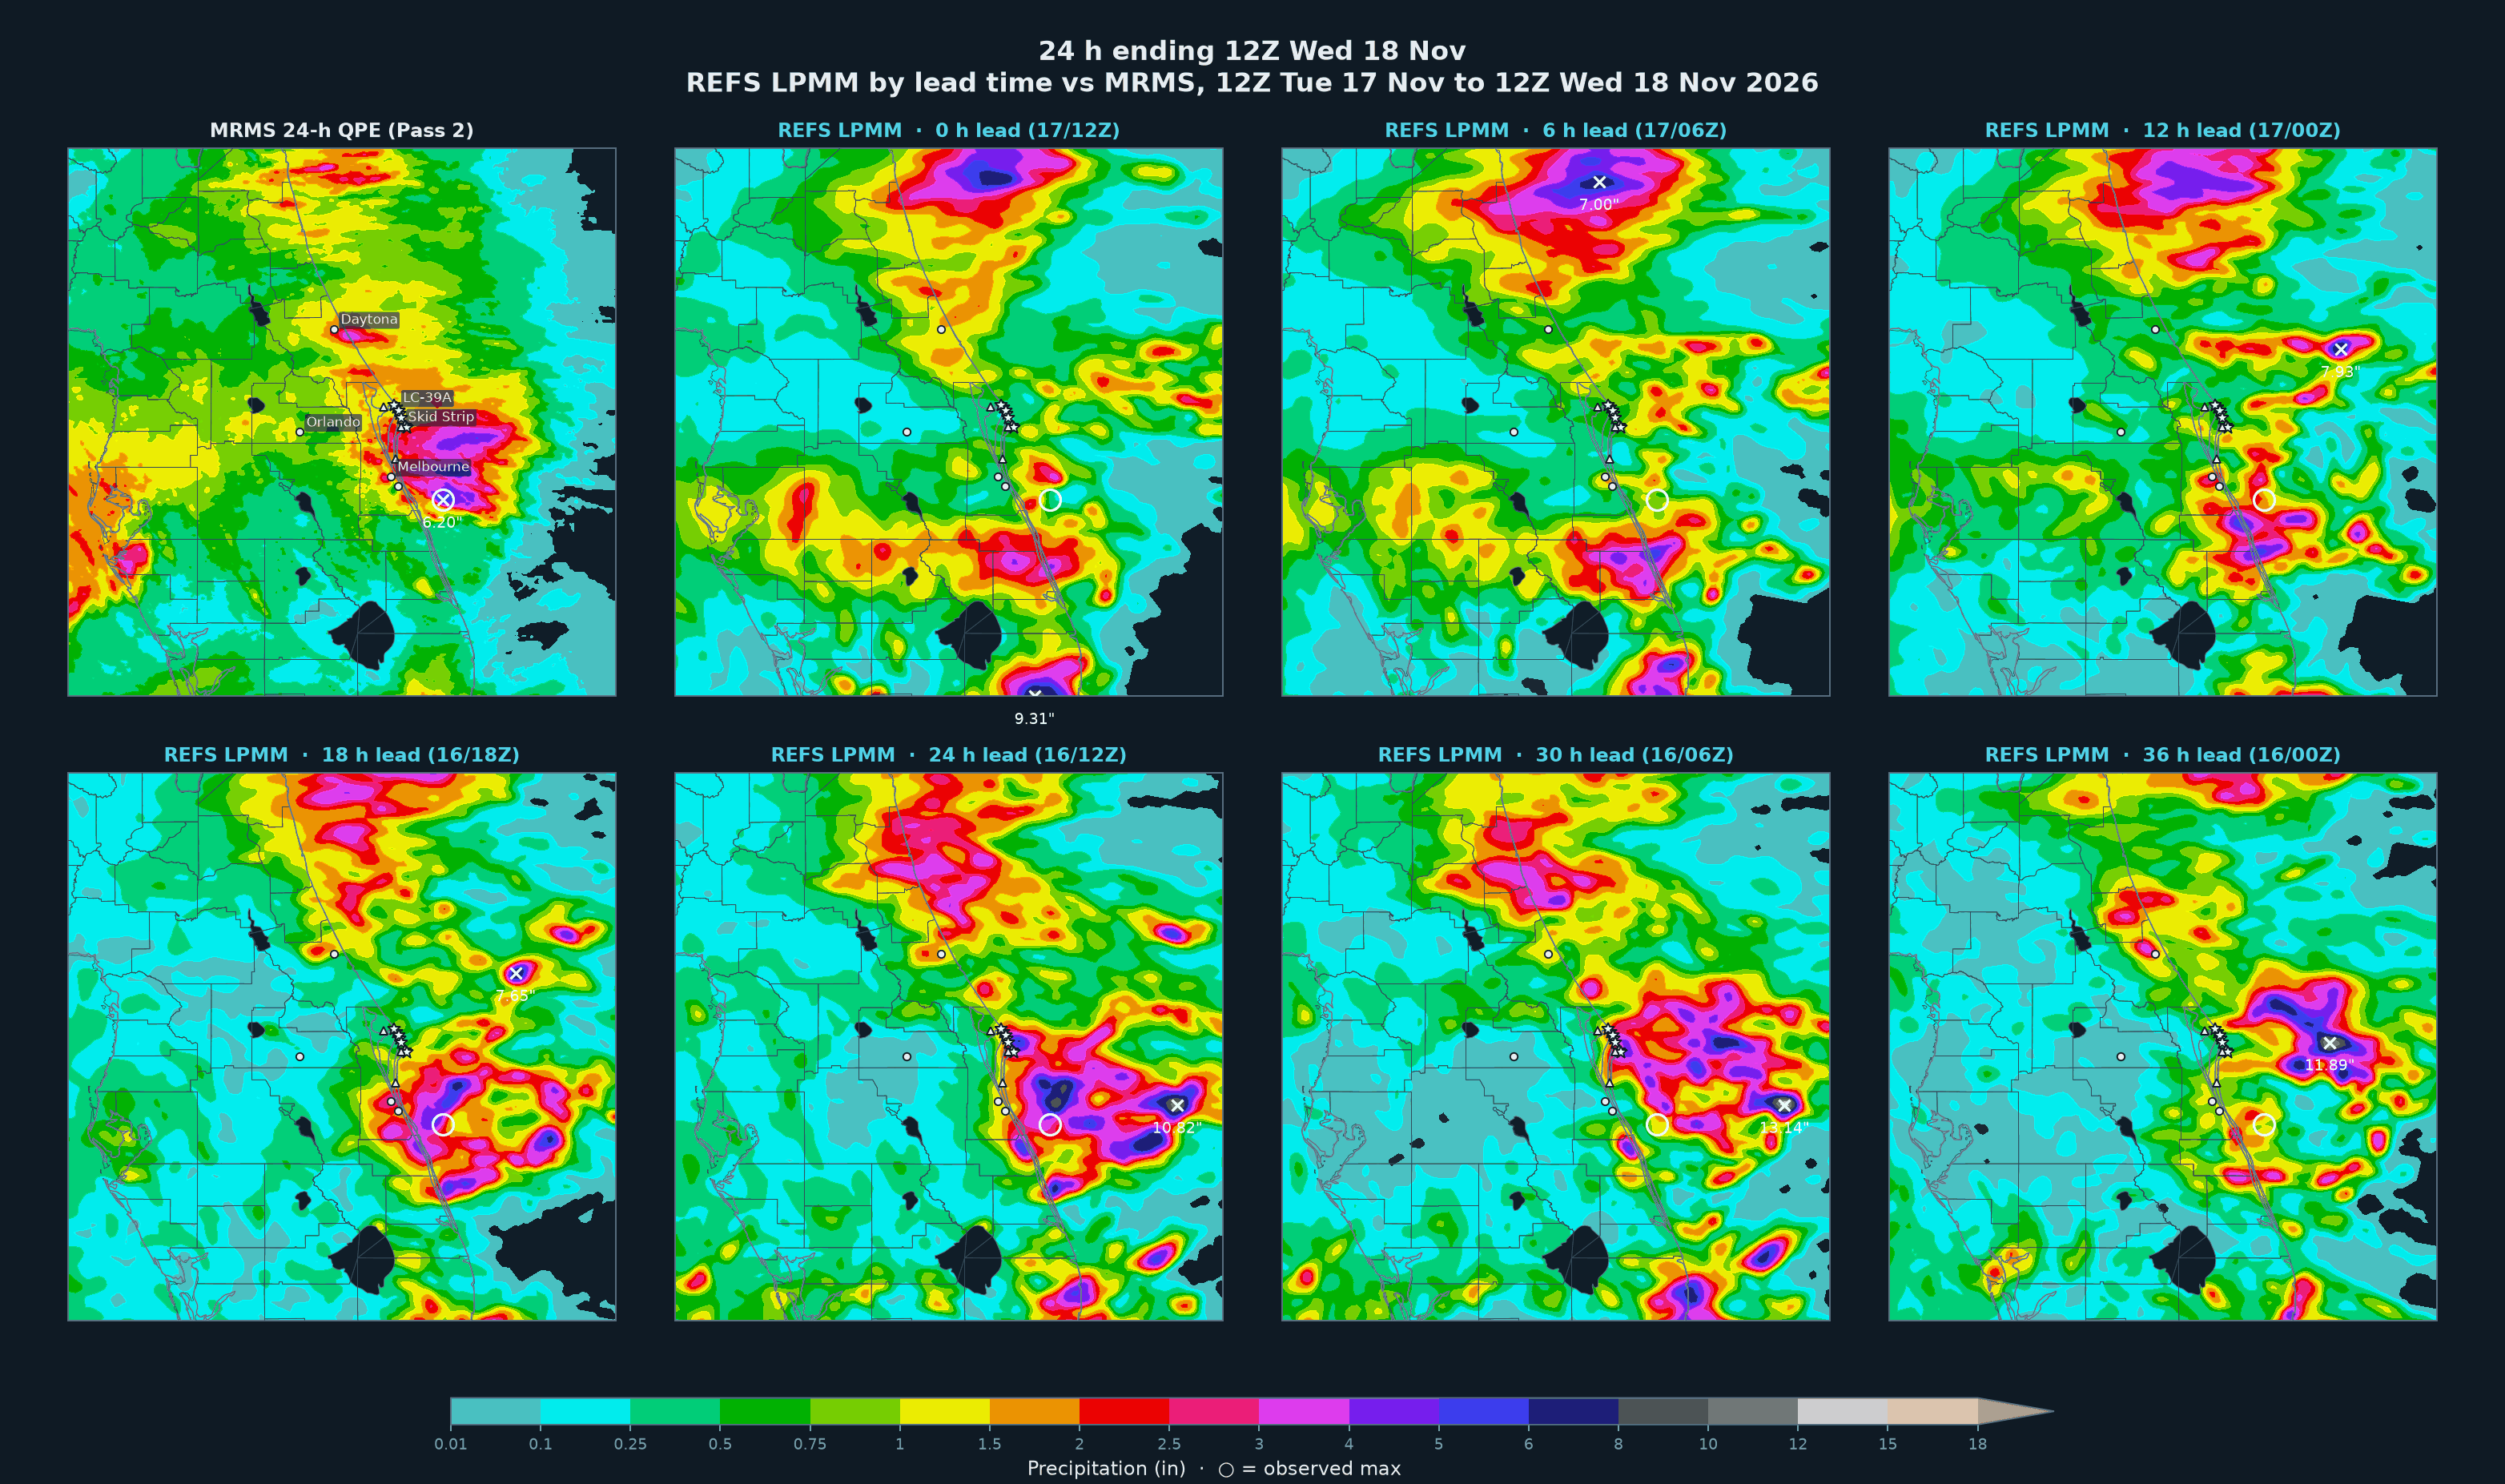 24 h ending 12Z Wed 18 Nov
REFS LPMM by lead time vs MRMS, 12Z Tue 17 Nov to 12Z Wed 18 Nov 2026
MRMS 24-h QPE (Pass 2)
REFS LPMM · 0 h lead (17/12Z)
REFS LPMM · 6 h lead (17/06Z)
REFS LPMM · 12 h lead (17/00Z)
Daytona
LC-39A
Skid Strip
Orlando
Melbourne
6.20"
9.31"
7.00"
7.93"
REFS LPMM · 18 h lead (16/18Z)
REFS LPMM · 24 h lead (16/12Z)
REFS LPMM · 30 h lead (16/06Z)
REFS LPMM · 36 h lead (16/00Z)
7.65"
10.82"
13.14"
11.89"
0.01 0.1 0.25 0.5 0.75 1 1.5 2 2.5 3 4 5 6 8 10 12 15 18
Precipitation (in) · ○ = observed max